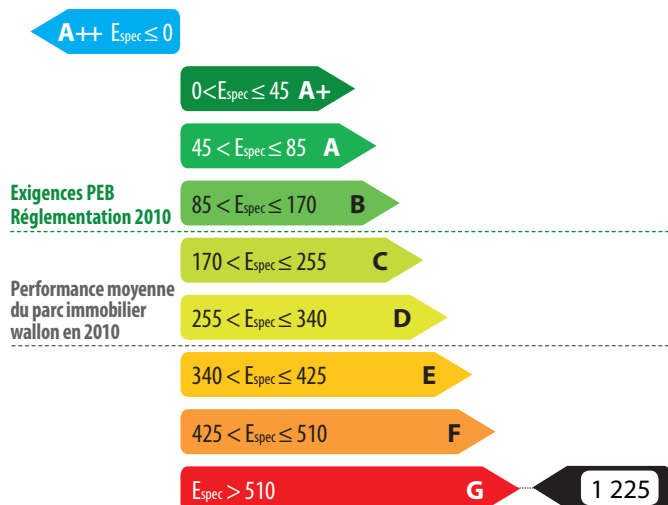 A++ Espec ≤ 0
0<Espec ≤ 45 A+
45 < Espec ≤ 85 A
Exigences PEB
Réglementation 2010
85 < Espec ≤ 170 B
170 < Espec ≤ 255 C
Performance moyenne
du parc immobilier
wallon en 2010
255 < Espec ≤ 340 D
340 < Espec ≤ 425 E
425 < Espec ≤ 510 F
Espec > 510 G 1 225